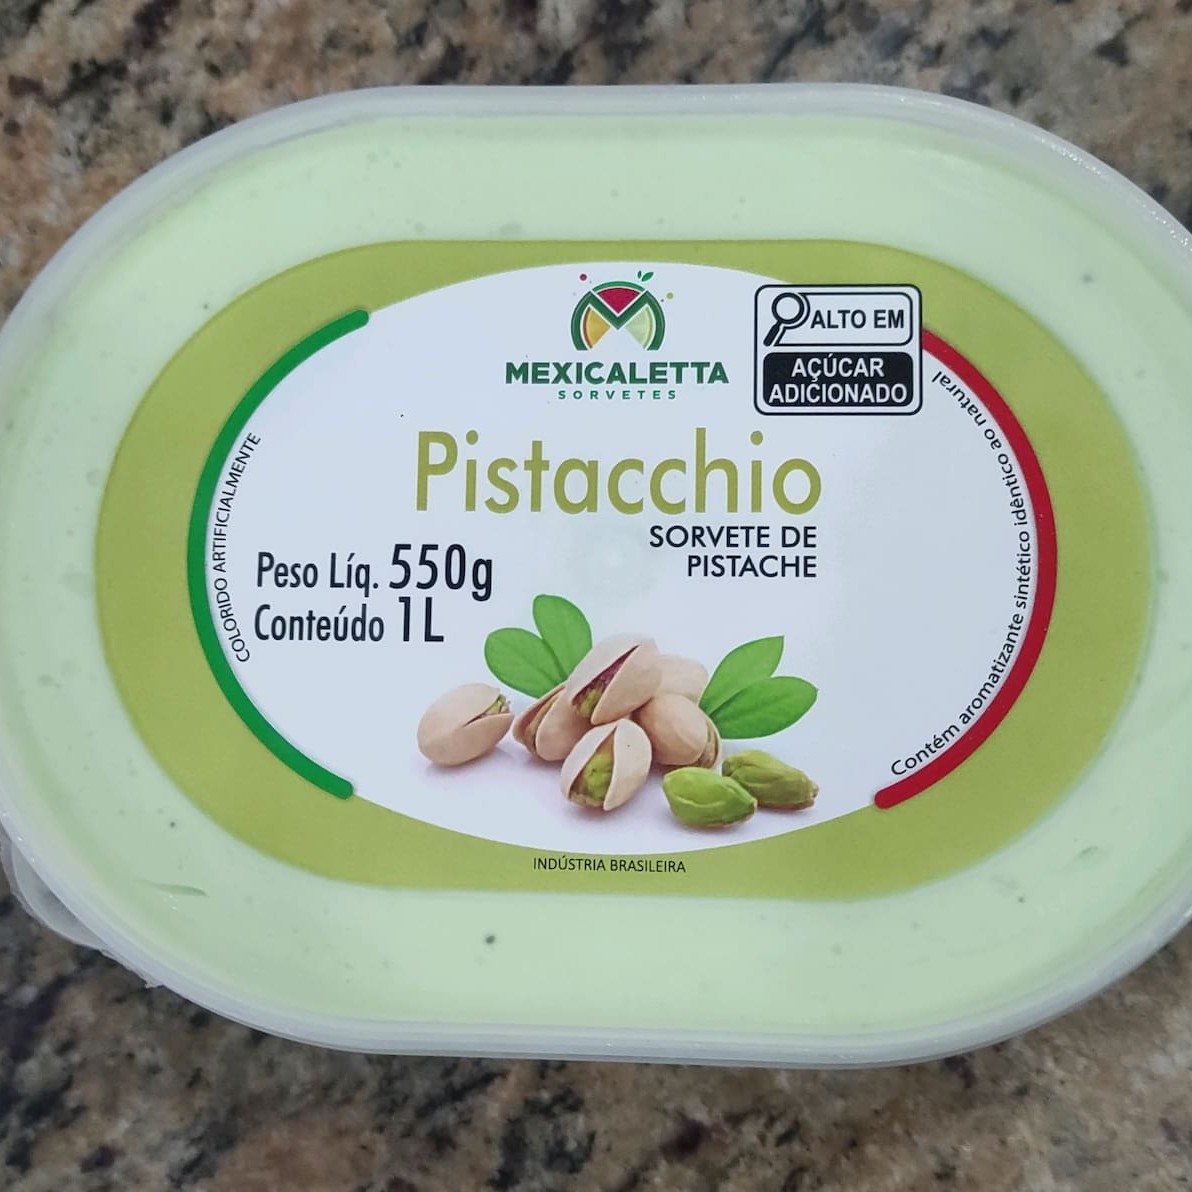 MEXICALETTA
SORVETES
ALTO EM
AÇÚCAR
ADICIONADO
Pistacchio
SORVETE DE
PISTACHE
Peso Líq. 550g
Conteúdo 1L
COLORIDO ARTIFICIALMENTE
Contém aromatizante sintético idêntico ao natural
INDÚSTRIA BRASILEIRA